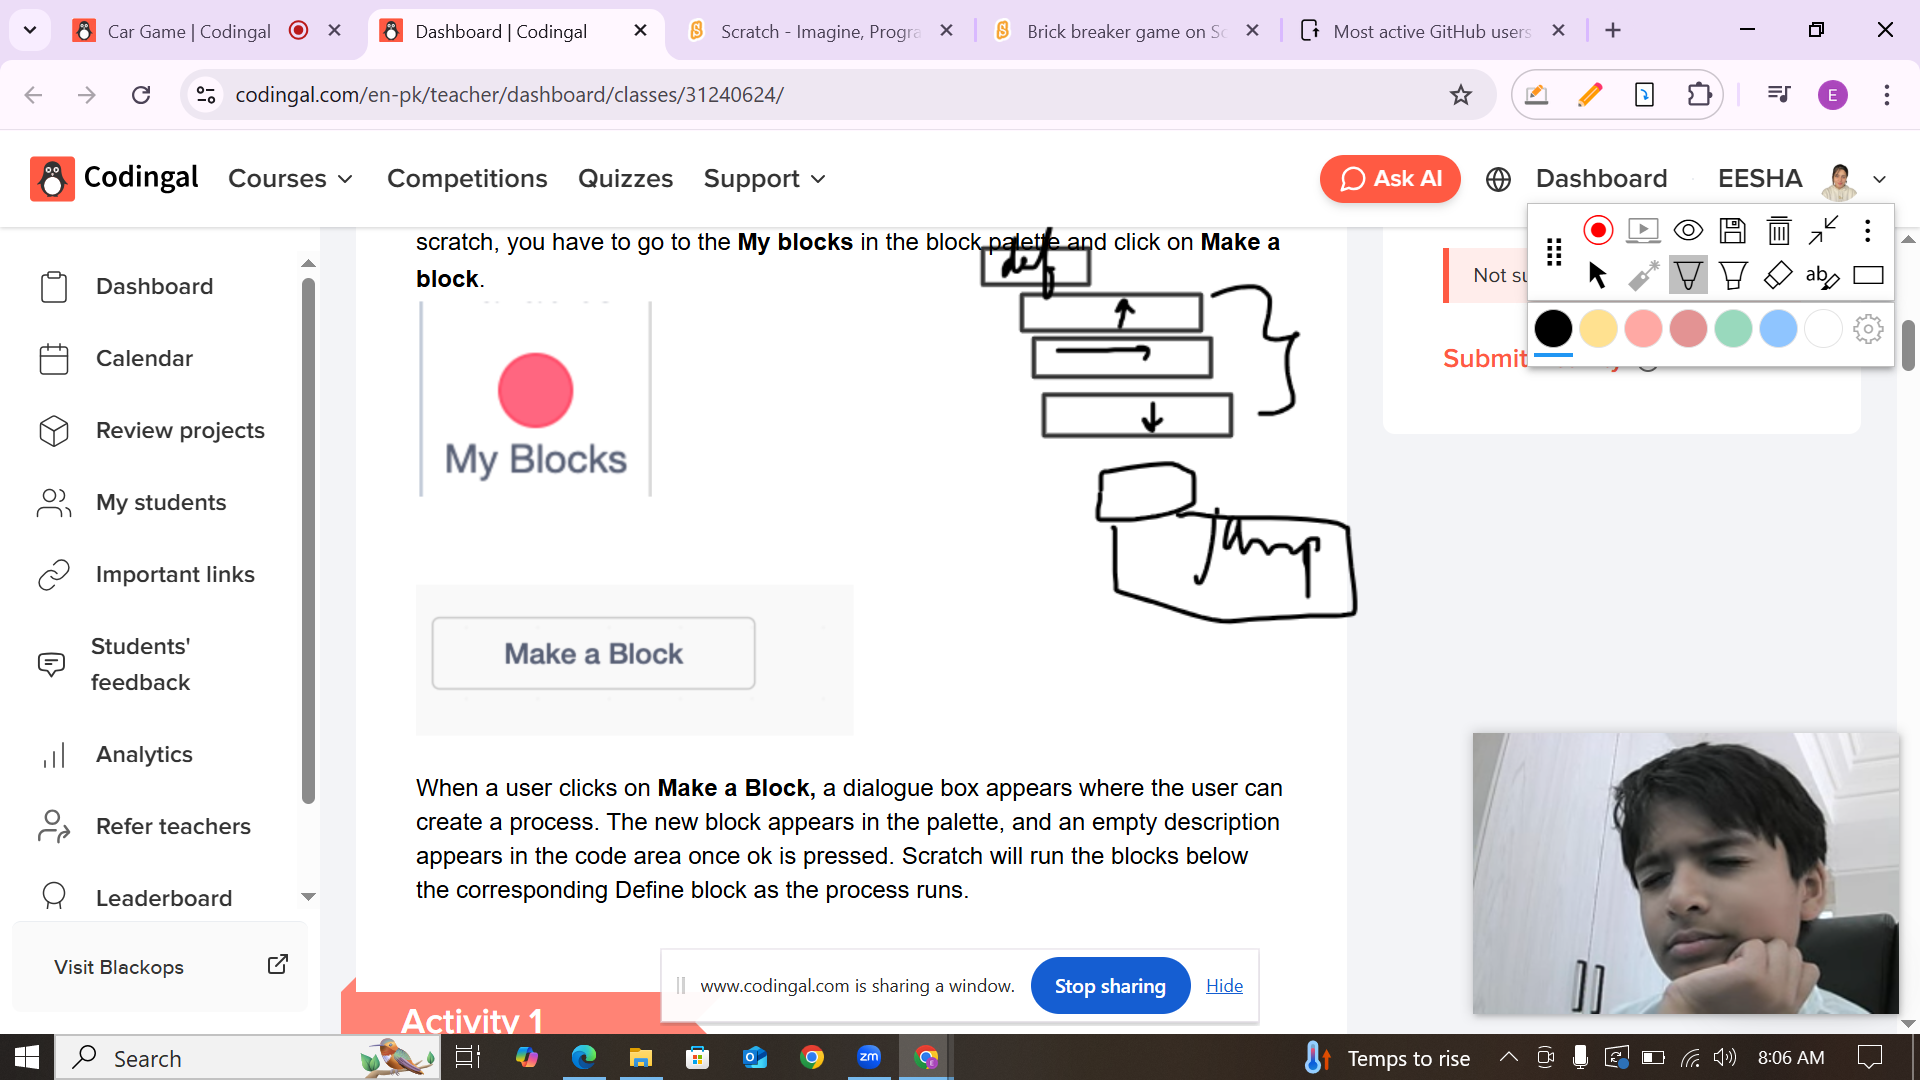 Car Game | Codingal
Dashboard | Codingal
Scratch - Imagine, Progra
Brick breaker game on Sc
Most active GitHub users
codingal.com/en-pk/teacher/dashboard/classes/31240624/
E
Codingal
Courses
Competitions
Quizzes
Support
Ask AI
Dashboard
EESHA
Dashboard
Calendar
Review projects
My students
Important links
Students'
feedback
Analytics
Refer teachers
Leaderboard
Visit Blackops
scratch, you have to go to the My blocks in the block palette and click on Make a
block.
def
My Blocks
Jump
Make a Block
When a user clicks on Make a Block, a dialogue box appears where the user can
create a process. The new block appears in the palette, and an empty description
appears in the code area once ok is pressed. Scratch will run the blocks below
the corresponding Define block as the process runs.
Activity 1
Not su
Submit
ab
www.codingal.com is sharing a window.
Stop sharing
Hide
Search
zm
Temps to rise
8:06 AM